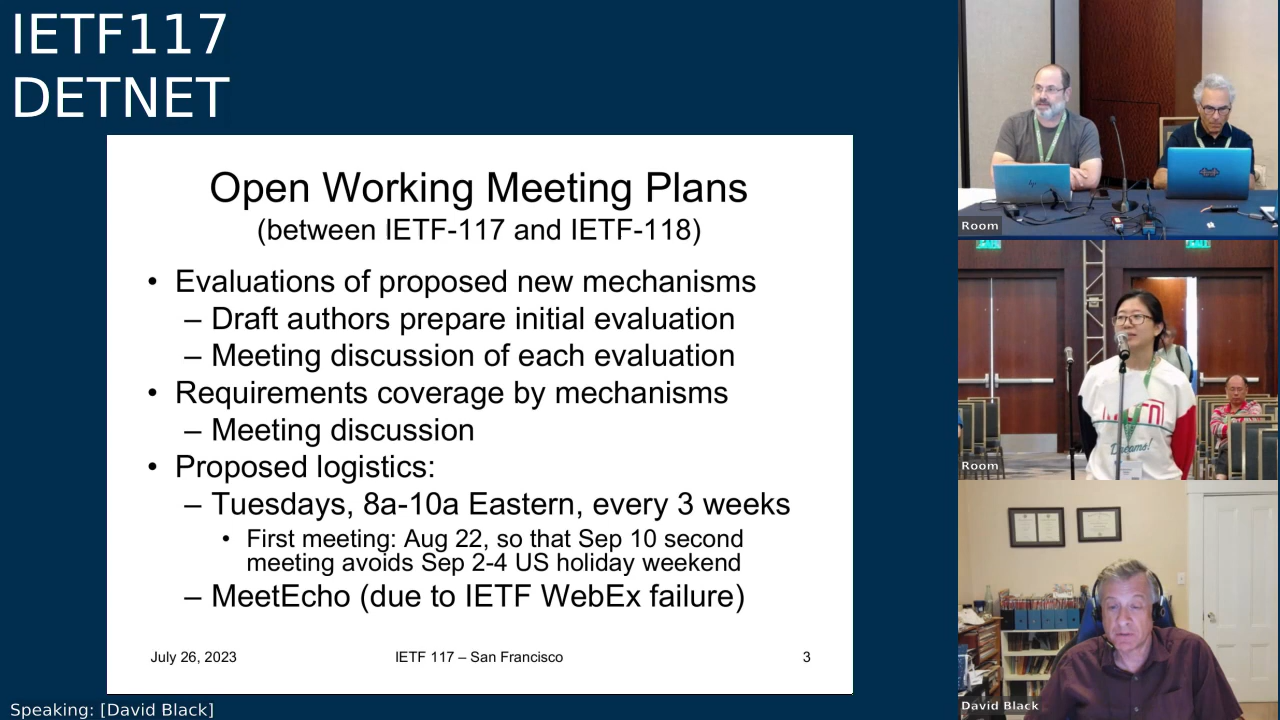 IETF117
DETNET
Open Working Meeting Plans
(between IETF-117 and IETF-118)
• Evaluations of proposed new mechanisms
– Draft authors prepare initial evaluation
– Meeting discussion of each evaluation
• Requirements coverage by mechanisms
– Meeting discussion
• Proposed logistics:
– Tuesdays, 8a-10a Eastern, every 3 weeks
• First meeting: Aug 22, so that Sep 10 second
meeting avoids Sep 2-4 US holiday weekend
– MeetEcho (due to IETF WebEx failure)
July 26, 2023
IETF 117 – San Francisco
3
Room
Room
Dreams!
David Black
Speaking: [David Black]